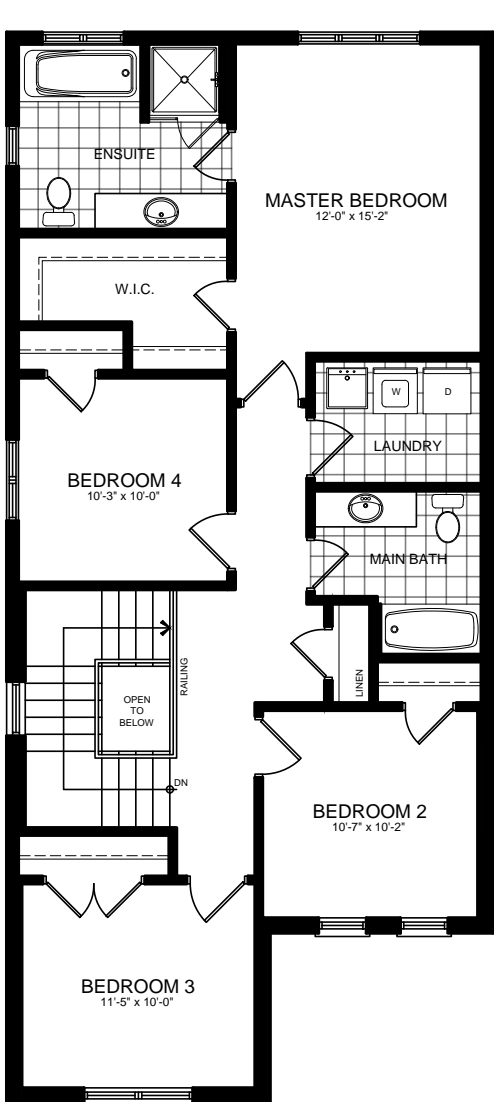 ENSUITE
MASTER BEDROOM
12'-0" x 15'-2"
W.I.C.
W
D
LAUNDRY
BEDROOM 4
10'-3" x 10'-0"
MAIN BATH
RAILING
LINEN
OPEN
TO
BELOW
DN
BEDROOM 2
10'-7" x 10'-2"
BEDROOM 3
11'-5" x 10'-0"